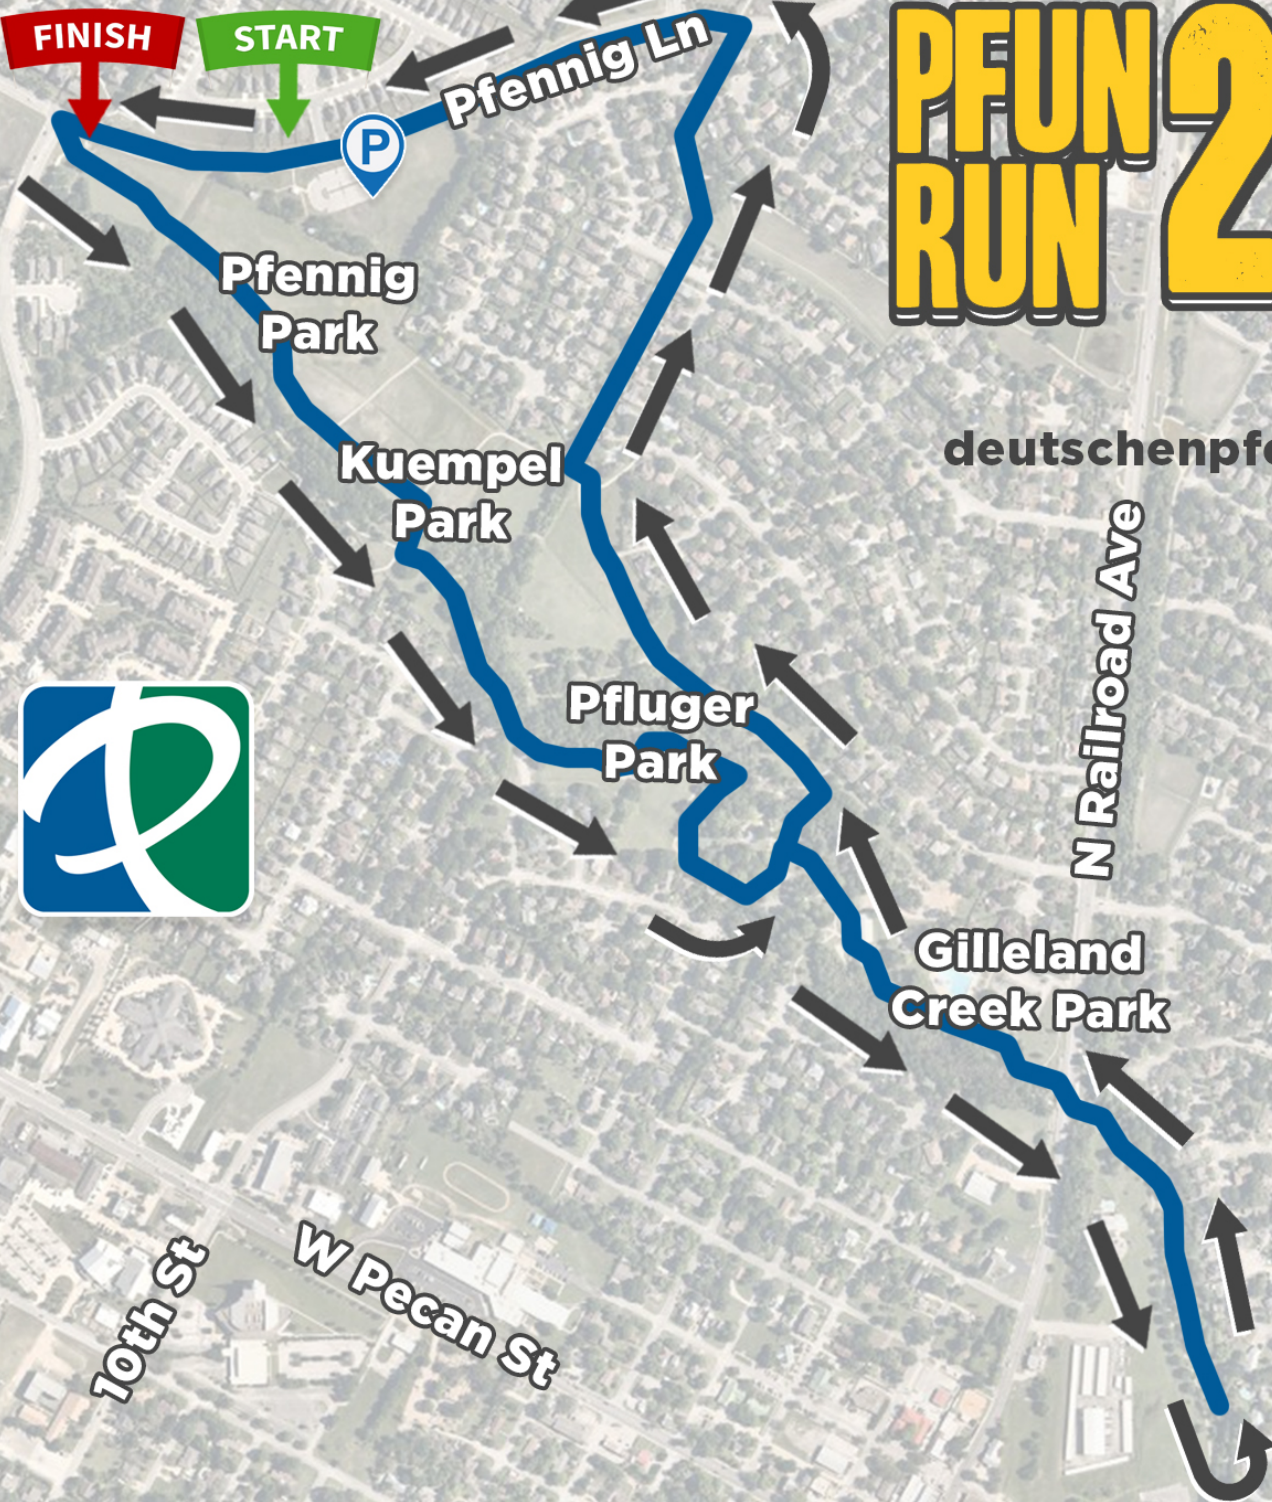 FINISH
START
P
Pfennig Ln
PFUN
RUN
2
Pfennig
Park
Kuempel
Park
deutschenpf
N Railroad Ave
Pfluger
Park
Gilleland
Creek Park
W Pecan St
10th St